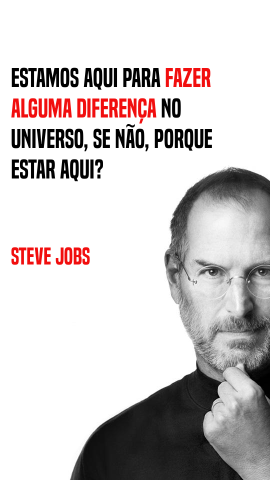 ESTAMOS AQUI PARA FAZER
ALGUMA DIFERENÇA NO
UNIVERSO, SE NÃO, PORQUE
ESTAR AQUI?
STEVE JOBS